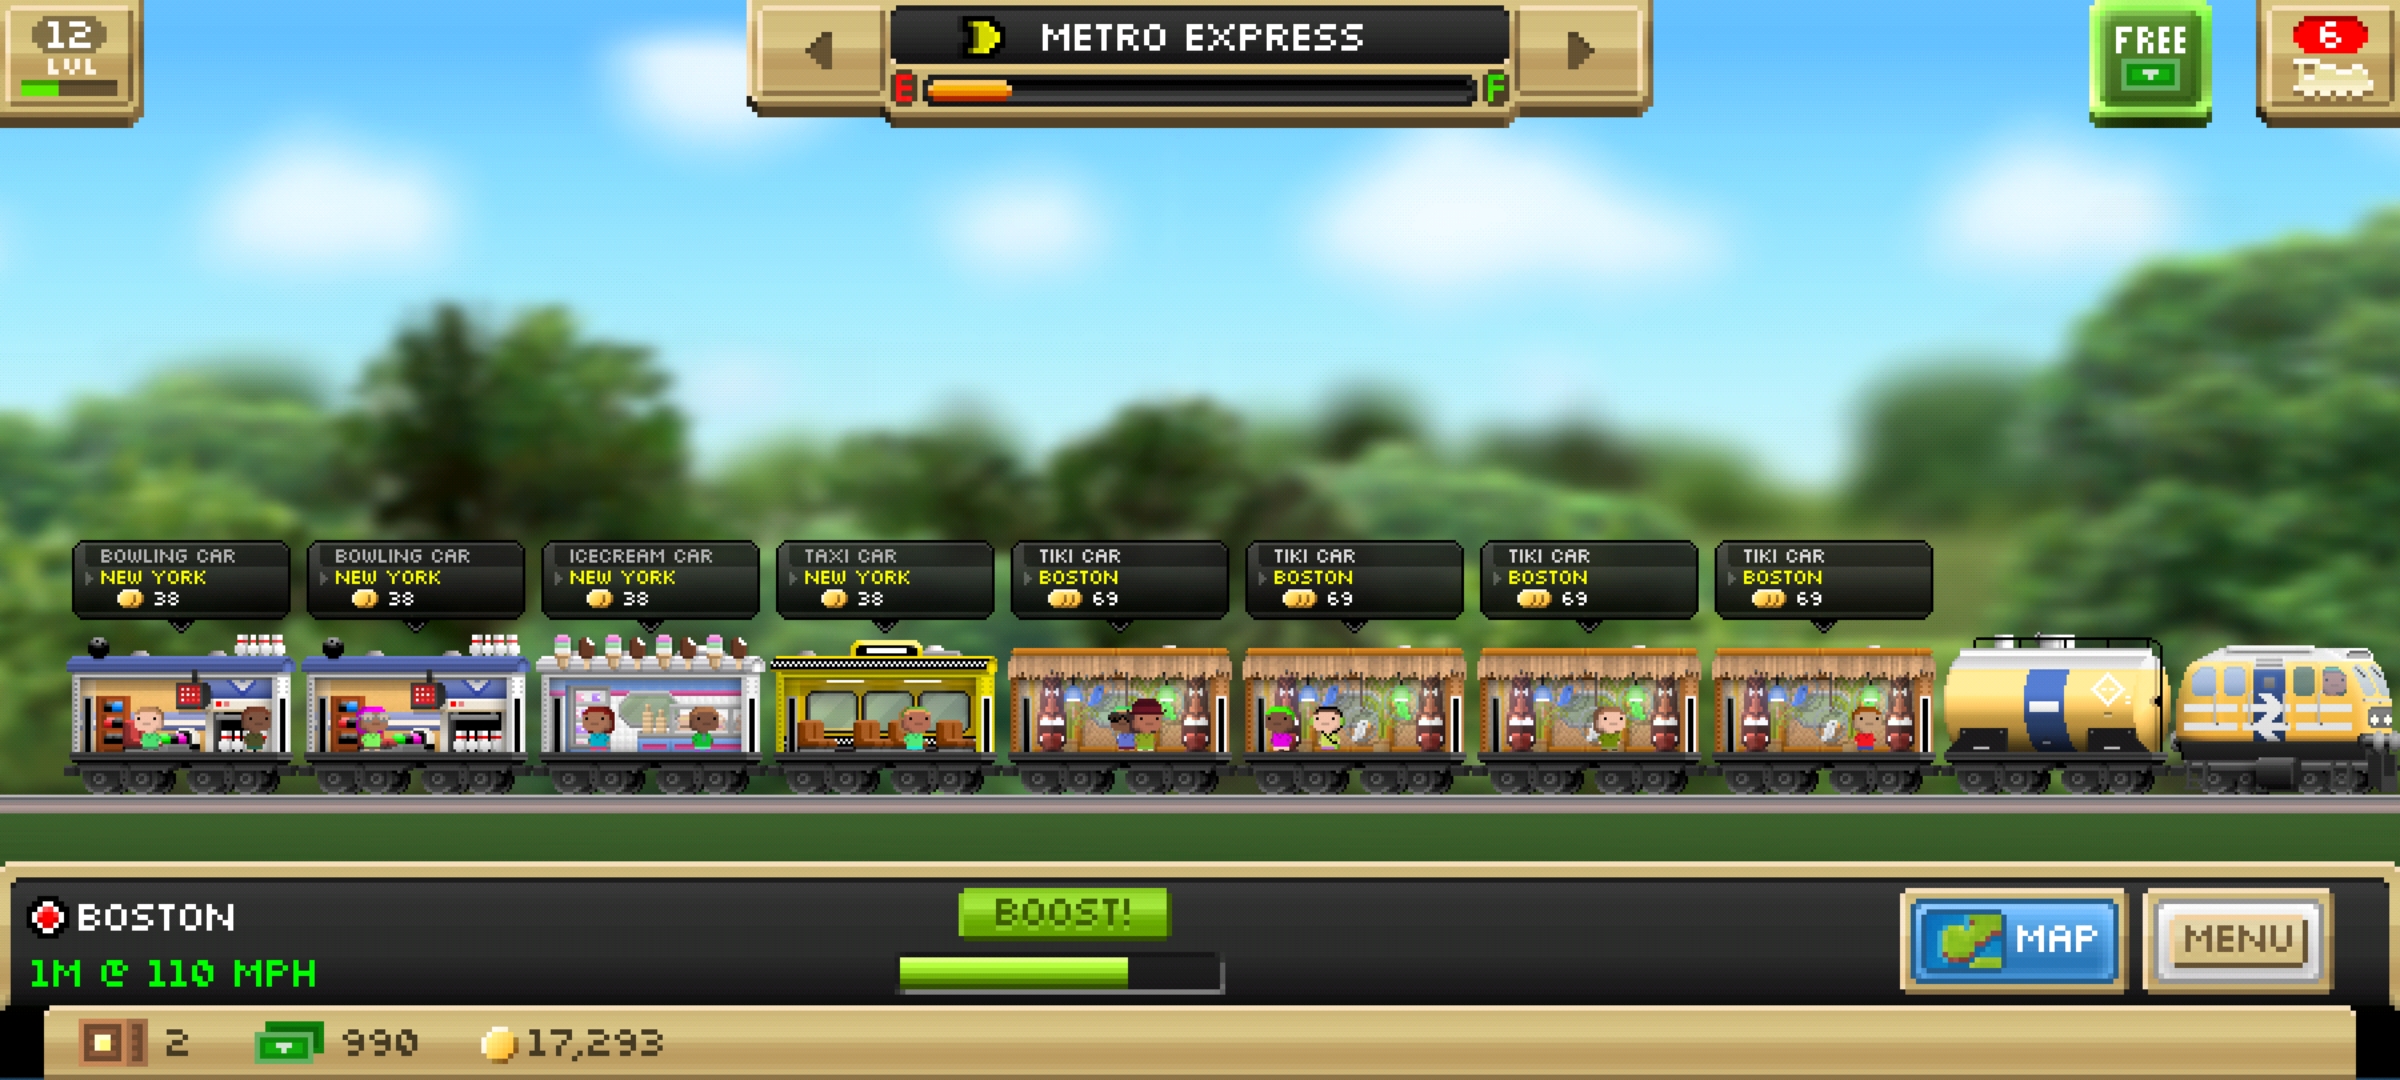 12
LVL
METRO EXPRESS
E
F
FREE
6
BOWLING CAR
NEW YORK
38
BOWLING CAR
NEW YORK
38
ICECREAM CAR
NEW YORK
38
TAXI CAR
NEW YORK
38
TIKI CAR
BOSTON
69
TIKI CAR
BOSTON
69
TIKI CAR
BOSTON
69
TIKI CAR
BOSTON
69
BOSTON
1M @ 110 MPH
BOOST!
MAP
MENU
2
990
17,293